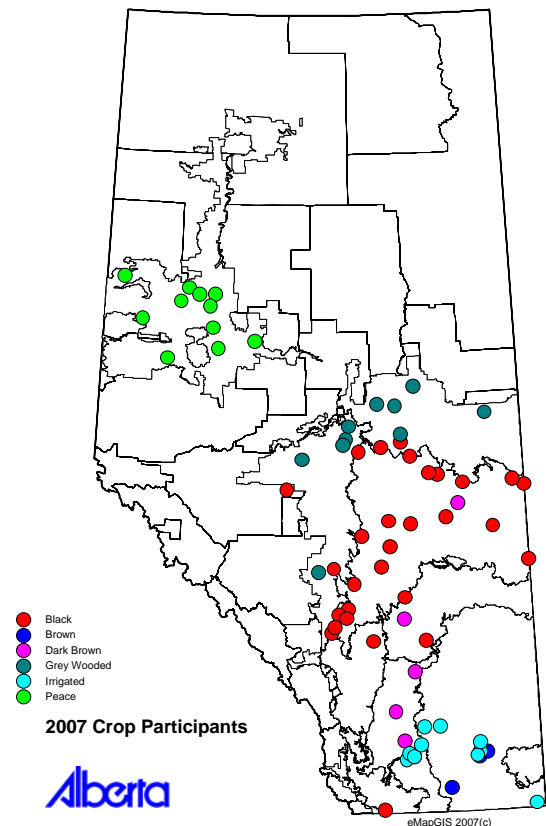 Black
Brown
Dark Brown
Grey Wooded
Irrigated
Peace
2007 Crop Participants
Alberta
eMapGIS 2007(c)